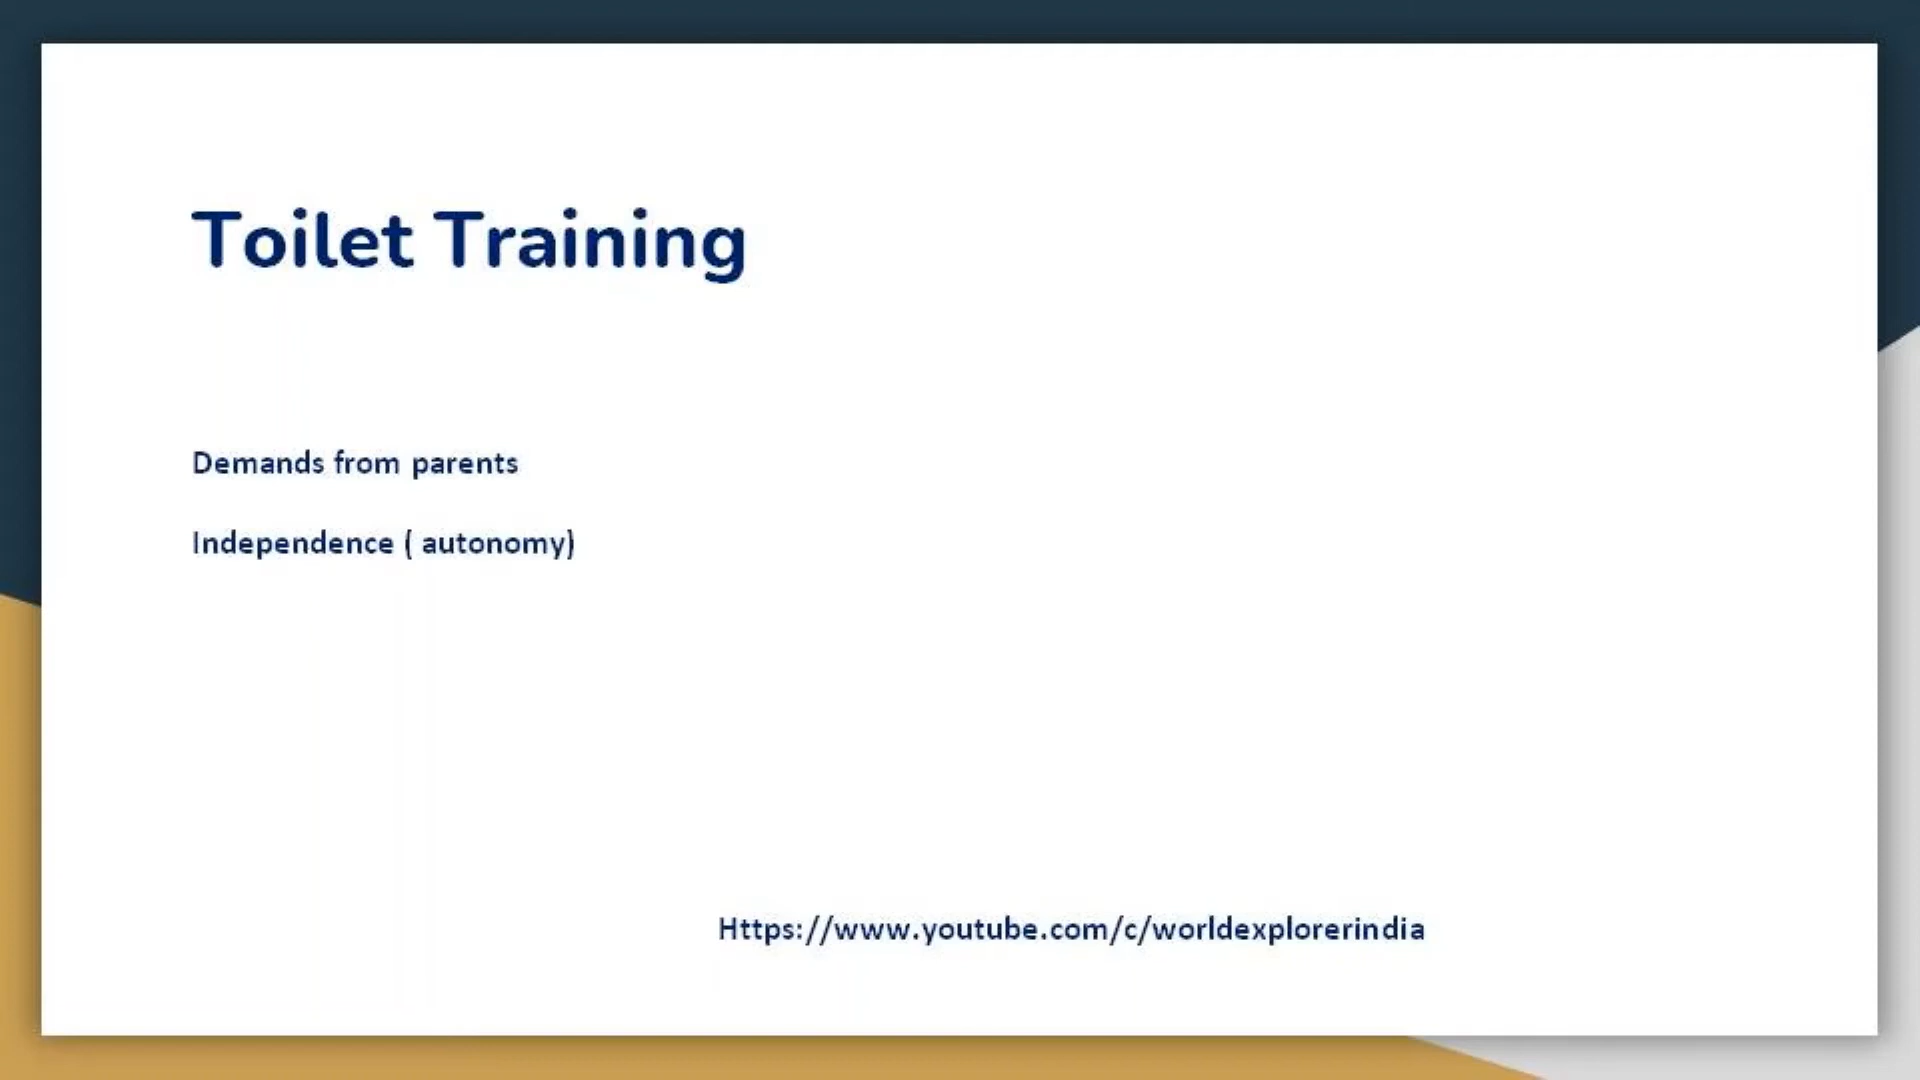 Toilet Training
Demands from parents
Independence ( autonomy)
Https://www.youtube.com/c/worldexplorerindia